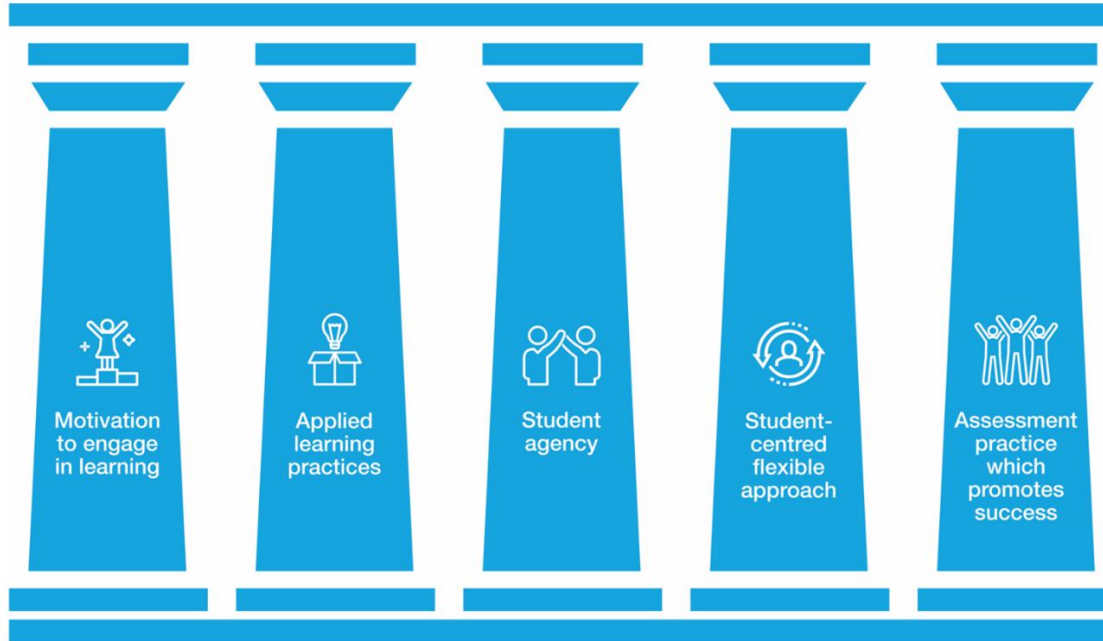 Motivation
to engage
in learning
Applied
learning
practices
Student
agency
Student-
centred
flexible
approach
Assessment
practice
which
promotes
success